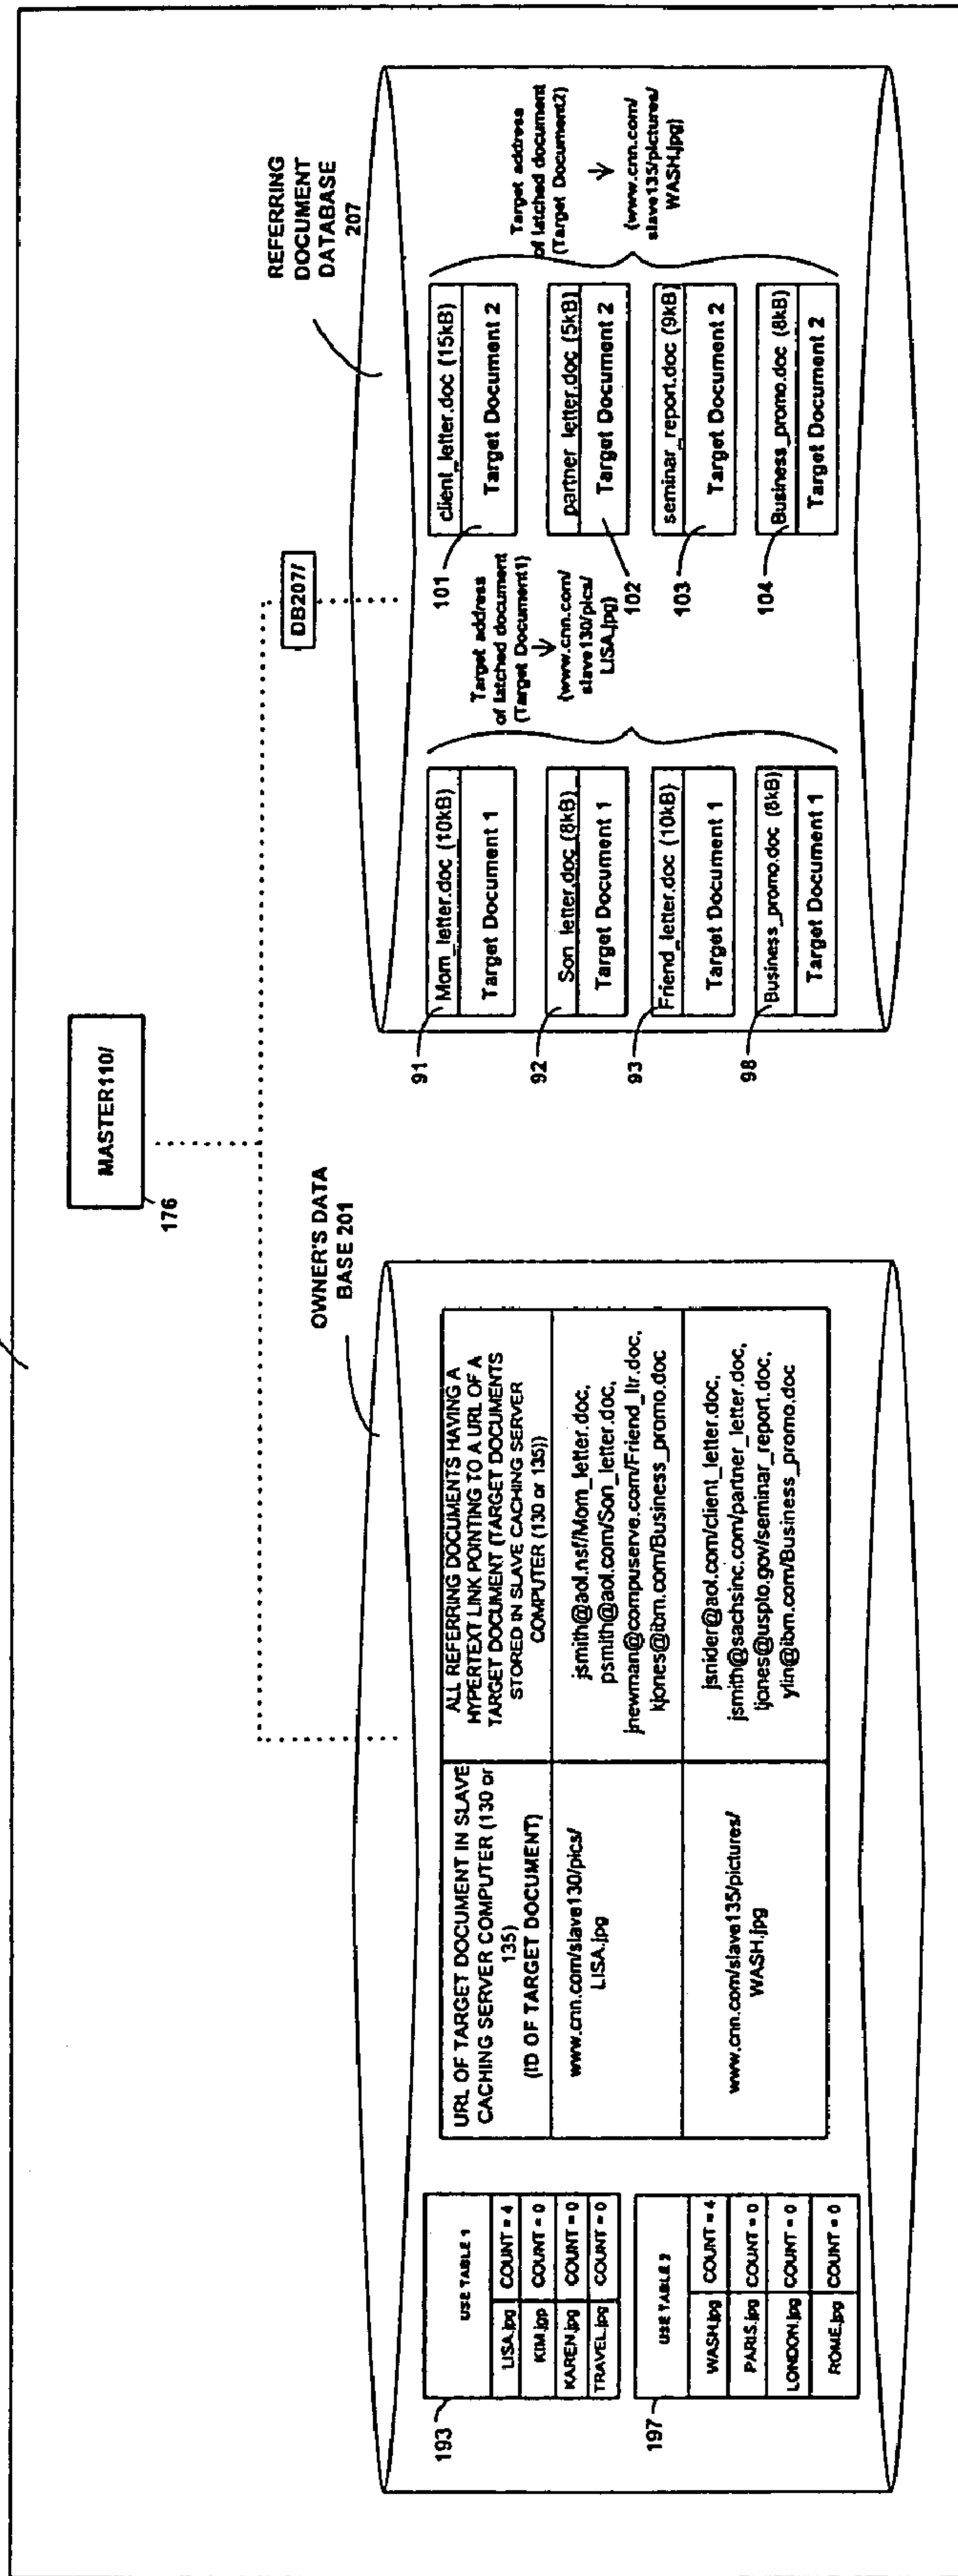 MASTER110/
176
OWNER'S DATA
BASE 201
193
USE TABLE 1
LISA.jpg COUNT = 4
KIM.jgp COUNT = 0
KAREN.jpg COUNT = 0
TRAVEL.jpg COUNT = 0
197
USE TABLE 2
WASH.jpg COUNT = 4
PARIS.jpg COUNT = 0
LONDON.jpg COUNT = 0
ROME.jpg COUNT = 0
URL OF TARGET DOCUMENT IN SLAVE
CACHING SERVER COMPUTER (130 or
135)
(ID OF TARGET DOCUMENT)
ALL REFERRING DOCUMENTS HAVING A
HYPERTEXT LINK POINTING TO A URL OF A
TARGET DOCUMENT (TARGET DOCUMENTS
STORED IN SLAVE CACHING SERVER
COMPUTER (130 or 135))
www.cnn.com/slave130/pics/
LISA.jpg
jsmith@aol.nsf/Mom_letter.doc,
psmith@aol.com/Son_letter.doc,
jnewman@compuserve.com/Friend_ltr.doc,
kjones@ibm.com/Business_promo.doc
www.cnn.com/slave135/pictures/
WASH.jpg
jsnider@aol.com/client_letter.doc,
jsmith@sachsinc.com/partner_letter.doc,
tjones@uspto.gov/seminar_report.doc,
ylin@ibm.com/Business_promo.doc
DB207/
REFERRING
DOCUMENT
DATABASE
207
91
Mom_letter.doc (10kB)
Target Document 1
92
Son_letter.doc (8kB)
Target Document 1
93
Friend_letter.doc (10kB)
Target Document 1
98
Business_promo.doc (8kB)
Target Document 1
Target address
of latched document
(Target Document1)
(www.cnn.com/
slave130/pics/
LISA.jpg)
101
client_letter.doc (15kB)
Target Document 2
102
partner_letter.doc (5kB)
Target Document 2
103
seminar_report.doc (9kB)
Target Document 2
104
Business_promo.doc (8kB)
Target Document 2
Target address
of latched document
(Target Document2)
(www.cnn.com/
slave135/pictures/
WASH.jpg)